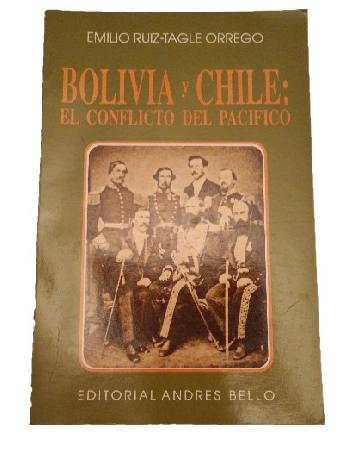 EMILIO RUIZ-TAGLE ORREGO
BOLIVIA y CHILE:
EL CONFLICTO DEL PACIFICO
EDITORIAL ANDRES BELLO